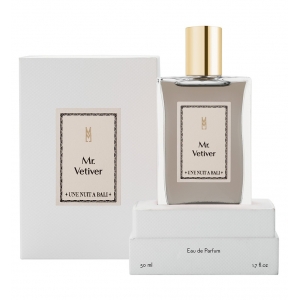 Mr.
Vetiver
• UNE NUIT A BALI •
Mr.
Vetiver
• UNE NUIT A BALI •
Eau de Parfum
50 ml
1.7 fl.oz